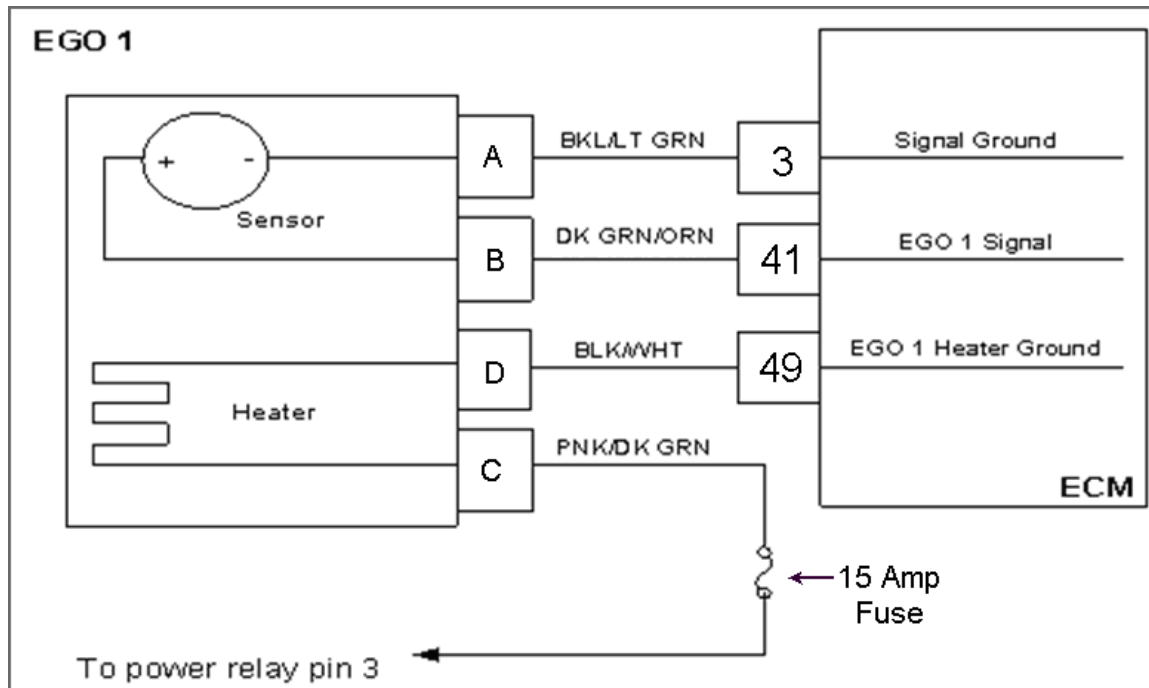 EGO 1
+ -
Sensor
Heater
A
B
D
C
BKL/LT GRN
DK GRN/ORN
BLK/WHT
PNK/DK GRN
3
41
49
Signal Ground
EGO 1 Signal
EGO 1 Heater Ground
ECM
15 Amp
Fuse
To power relay pin 3